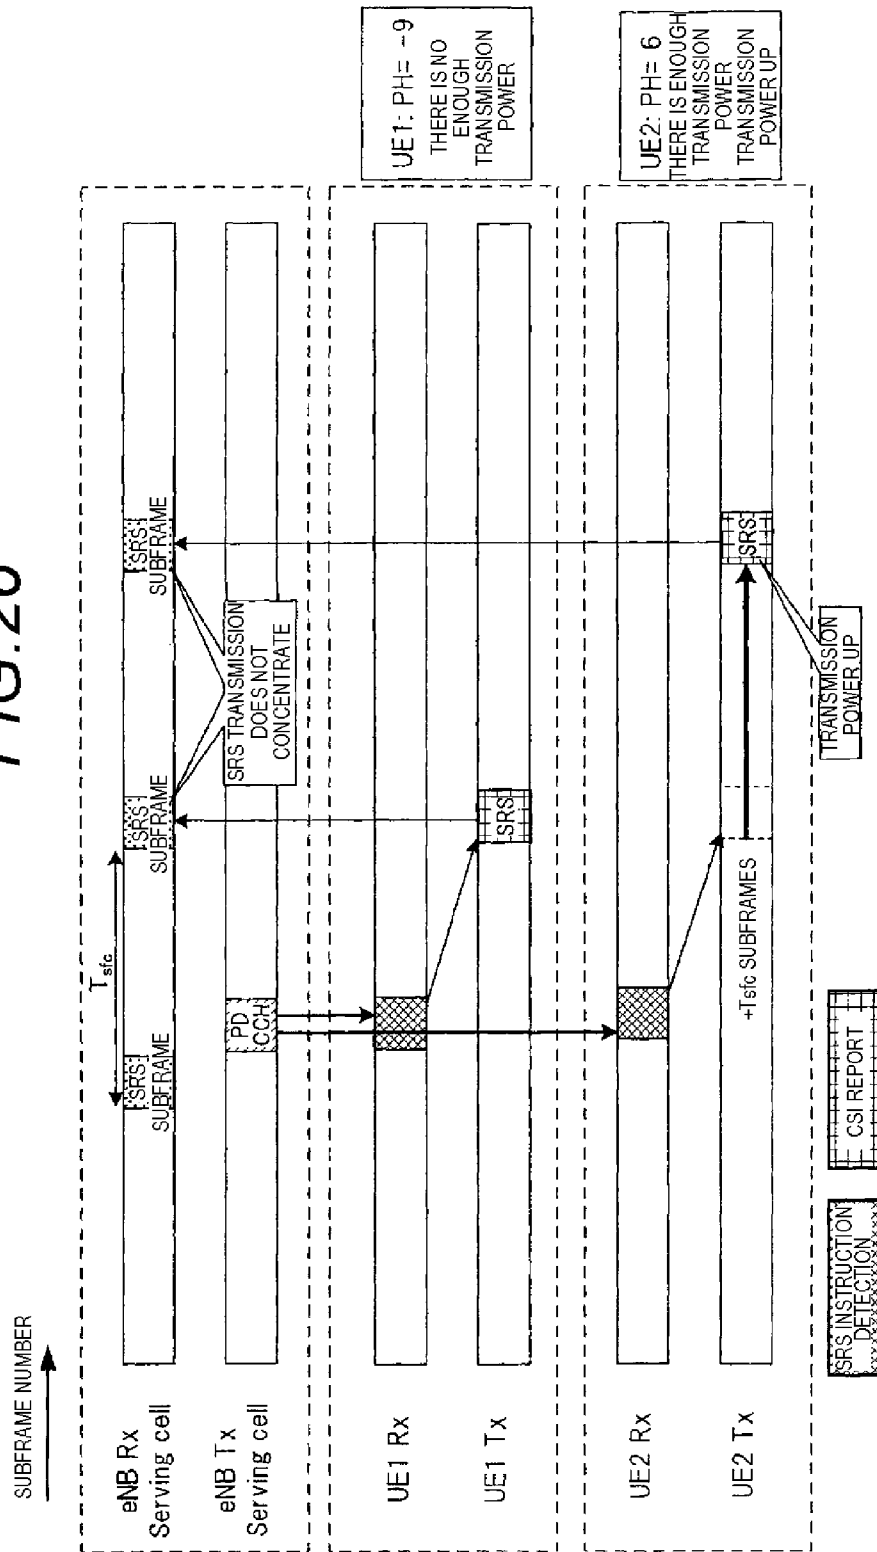 FIG.26
SUBFRAME NUMBER
eNB Rx
Serving cell
SRS
SUBFRAME
Tsfc
SRS
SUBFRAME
SRS
SUBFRAME
eNB Tx
Serving cell
PD
CCH
SRS TRANSMISSION
DOES NOT
CONCENTRATE
UE1 Rx
UE1 Tx
SRS
UE1: PH= -9
THERE IS NO
ENOUGH
TRANSMISSION
POWER
UE2 Rx
UE2 Tx
+Tsfc SUBFRAMES
SRS
TRANSMISSION
POWER UP
UE2: PH= 6
THERE IS ENOUGH
TRANSMISSION
POWER
TRANSMISSION
POWER UP
SRS INSTRUCTION
DETECTION
CSI REPORT